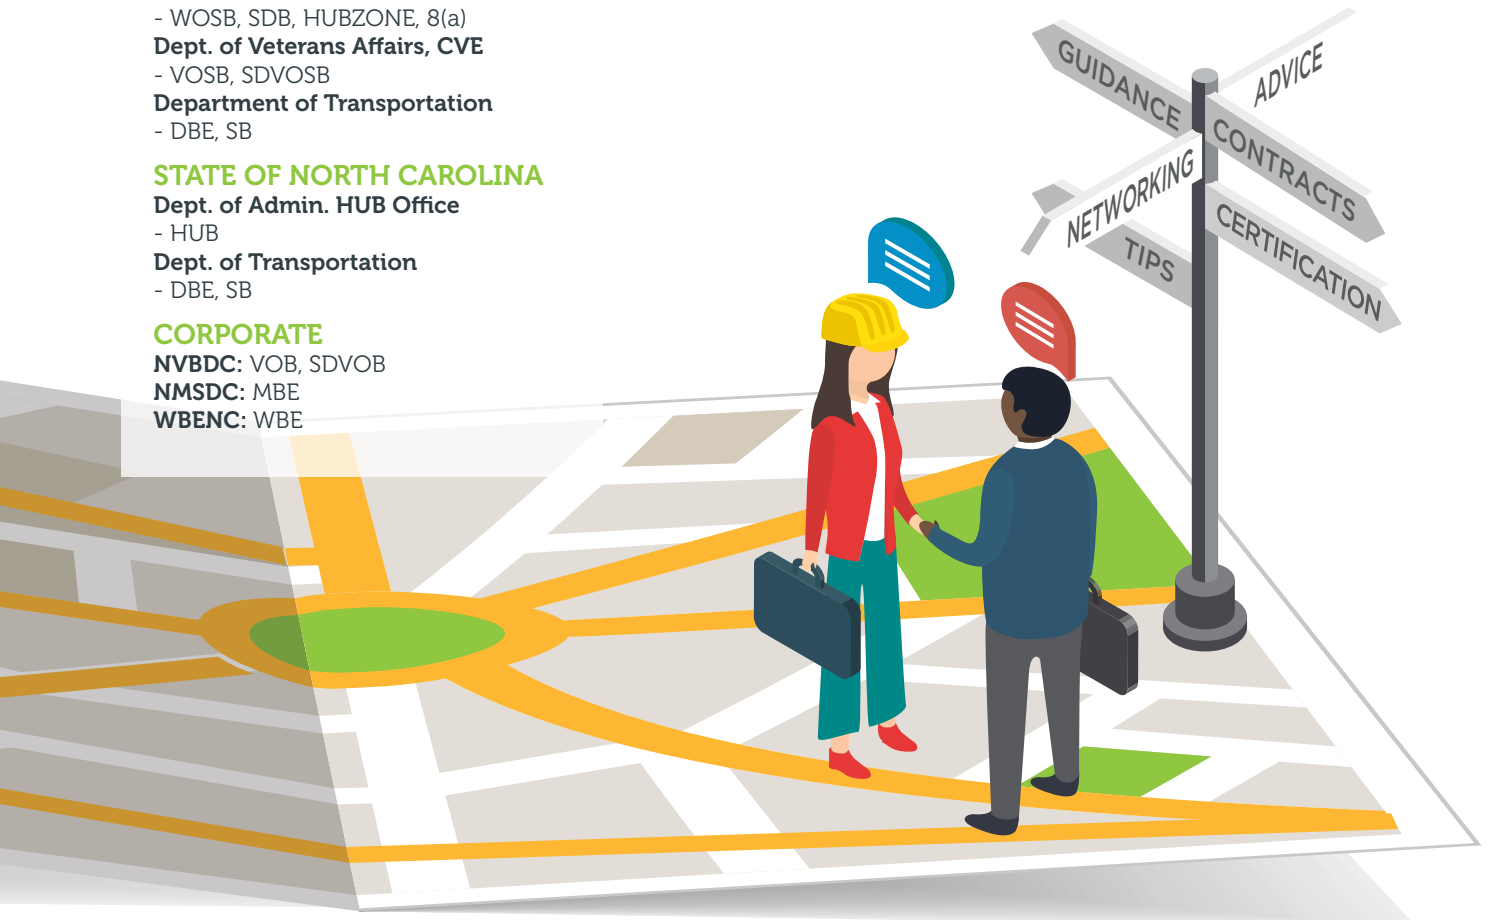 - WOSB, SDB, HUBZONE, 8(a)
Dept. of Veterans Affairs, CVE
- VOSB, SDVOSB
Department of Transportation
- DBE, SB
STATE OF NORTH CAROLINA
Dept. of Admin. HUB Office
- HUB
Dept. of Transportation
- DBE, SB
CORPORATE
NVBDC: VOB, SDVOB
NMSDC: MBE
WBENC: WBE
GUIDANCE
ADVICE
CONTRACTS
NETWORKING
CERTIFICATION
TIPS